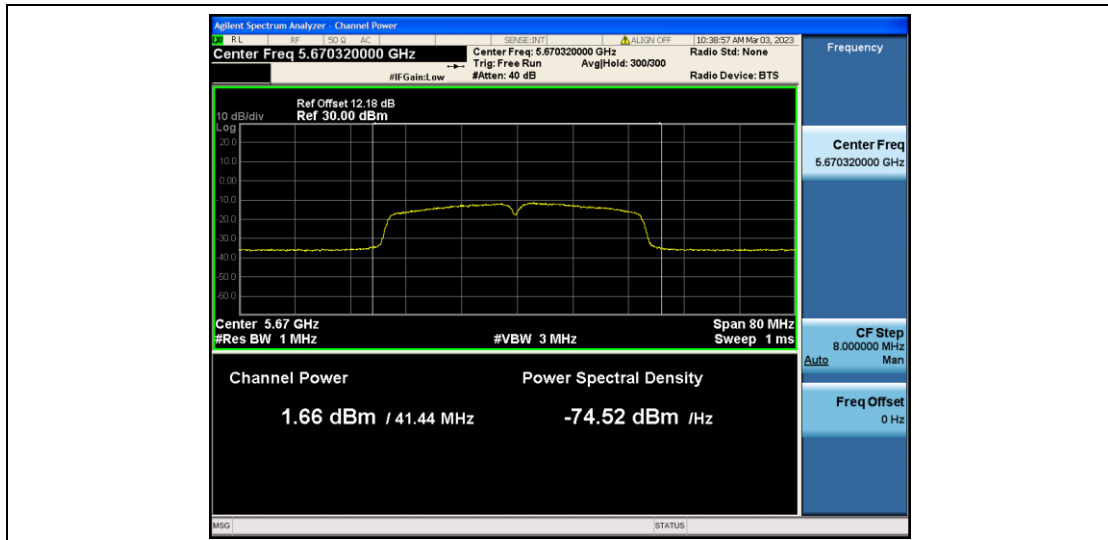 Agilent Spectrum Analyzer - Channel Power
RL RF 50 Ω AC SENSE:INT ALIGN OFF 10:38:57 AM Mar 03, 2023
Center Freq 5.670320000 GHz
Center Freq: 5.670320000 GHz Radio Std: None
Trig: Free Run Avg|Hold: 300/300
#IFGain:Low #Atten: 40 dB Radio Device: BTS
Frequency
Ref Offset 12.18 dB
10 dB/div Ref 30.00 dBm
Log
20.0
10.0
0.00
-10.0
-20.0
-30.0
-40.0
-50.0
-60.0
Center Freq
5.670320000 GHz
Center 5.67 GHz Span 80 MHz
#Res BW 1 MHz #VBW 3 MHz Sweep 1 ms
CF Step
8.000000 MHz
Auto Man
Channel Power Power Spectral Density
1.66 dBm / 41.44 MHz -74.52 dBm /Hz
Freq Offset
0 Hz
MSG STATUS